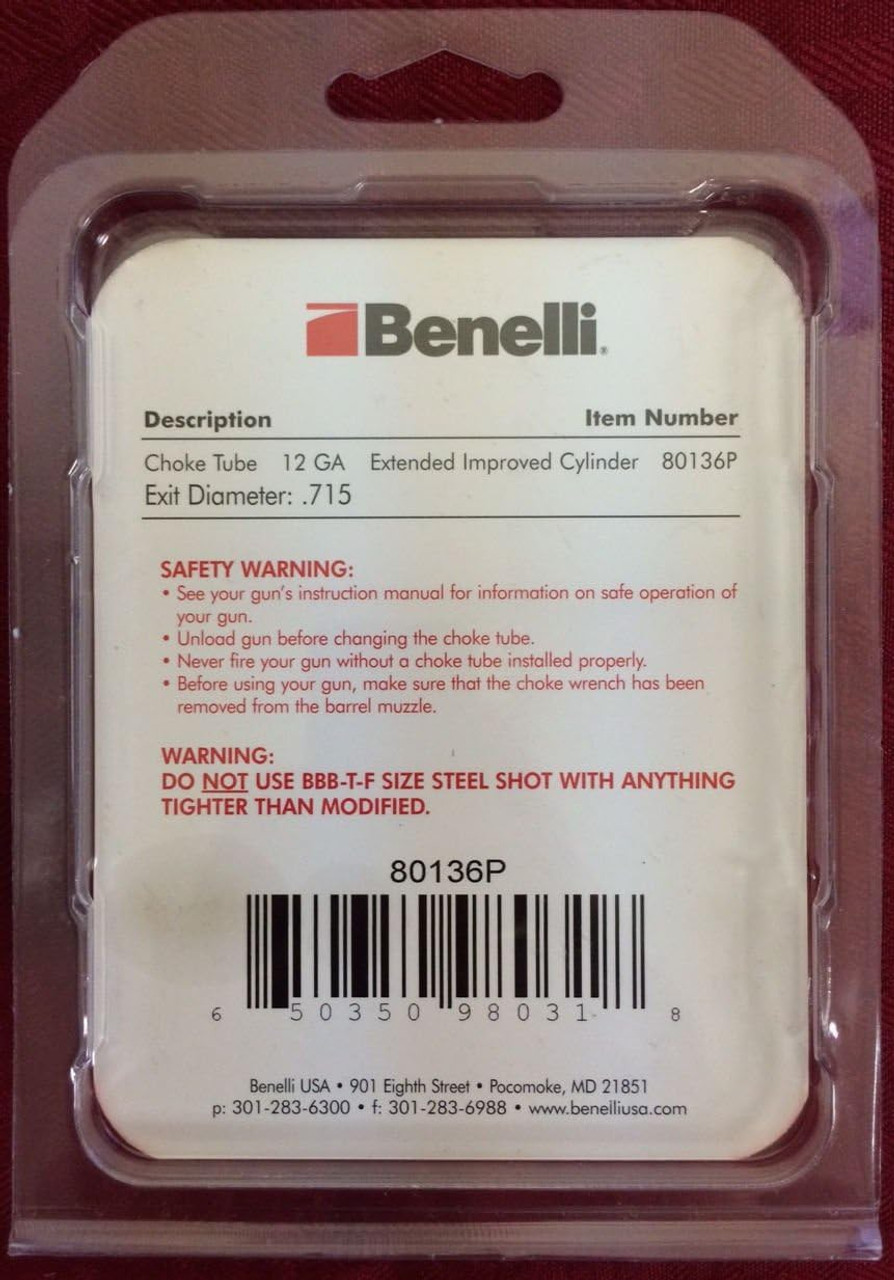 Benelli.
Description Item Number
Choke Tube 12 GA Extended Improved Cylinder 80136P
Exit Diameter: .715
SAFETY WARNING:
• See your gun's instruction manual for information on safe operation of
your gun.
• Unload gun before changing the choke tube.
• Never fire your gun without a choke tube installed properly.
• Before using your gun, make sure that the choke wrench has been
removed from the barrel muzzle.
WARNING:
DO NOT USE BBB-T-F SIZE STEEL SHOT WITH ANYTHING
TIGHTER THAN MODIFIED.
80136P
6 50350 98031 8
Benelli USA • 901 Eighth Street • Pocomoke, MD 21851
p: 301-283-6300 • f: 301-283-6988 • www.benelliusa.com